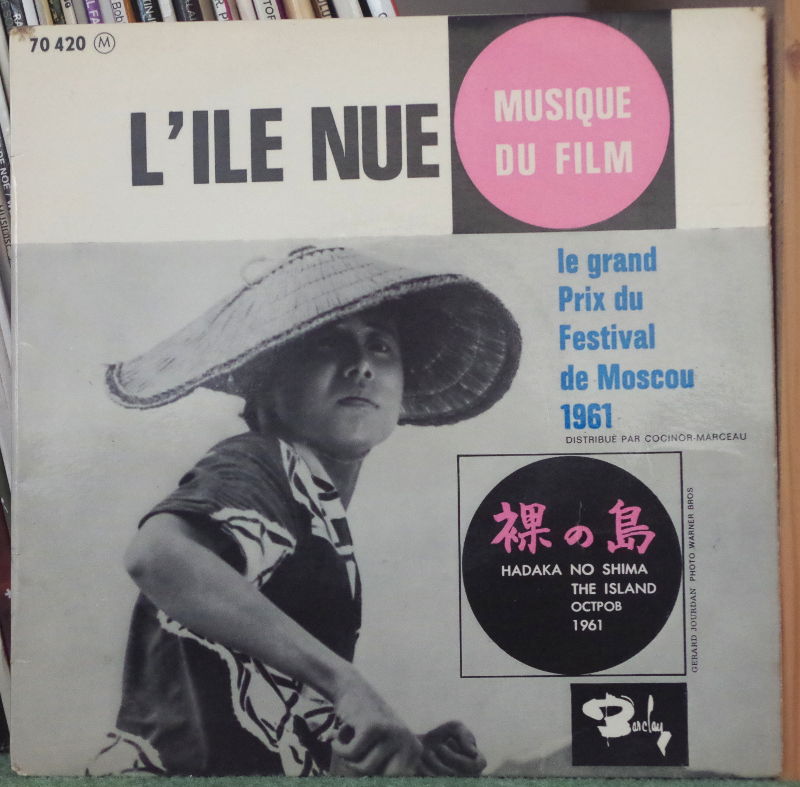 70 420 M
L'ILE NUE
MUSIQUE
DU FILM
le grand
Prix du
Festival
de Moscou
1961
DISTRIBUÉ PAR COCINOR-MARCEAU
裸の島
HADAKA NO SHIMA
THE ISLAND
ОСТРОВ
1961
GERARD JOURDAN PHOTO WARNER BROS
Barclay